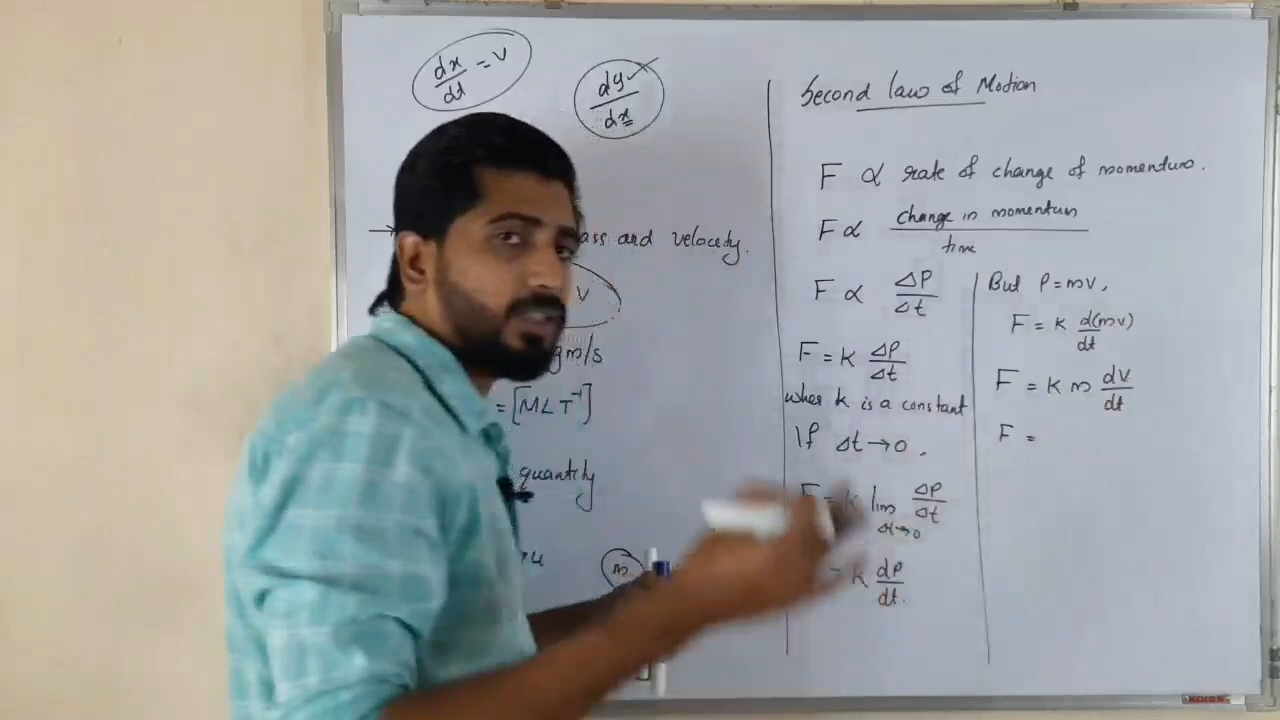 dx/dt = v
dy/dx
and velocity.
v
m/s
= [MLT⁻¹]
quantity
m
Second law of Motion
F ∝ rate of change of momentum.
F ∝ change in momentum / time
F ∝ ΔP/Δt
F = K ΔP/Δt
where k is a constant
If Δt → 0,
= K lim Δt→0 ΔP/Δt
= K dP/dt.
But P = mv,
F = K d(mv)/dt
F = K m dv/dt
F =
KORES